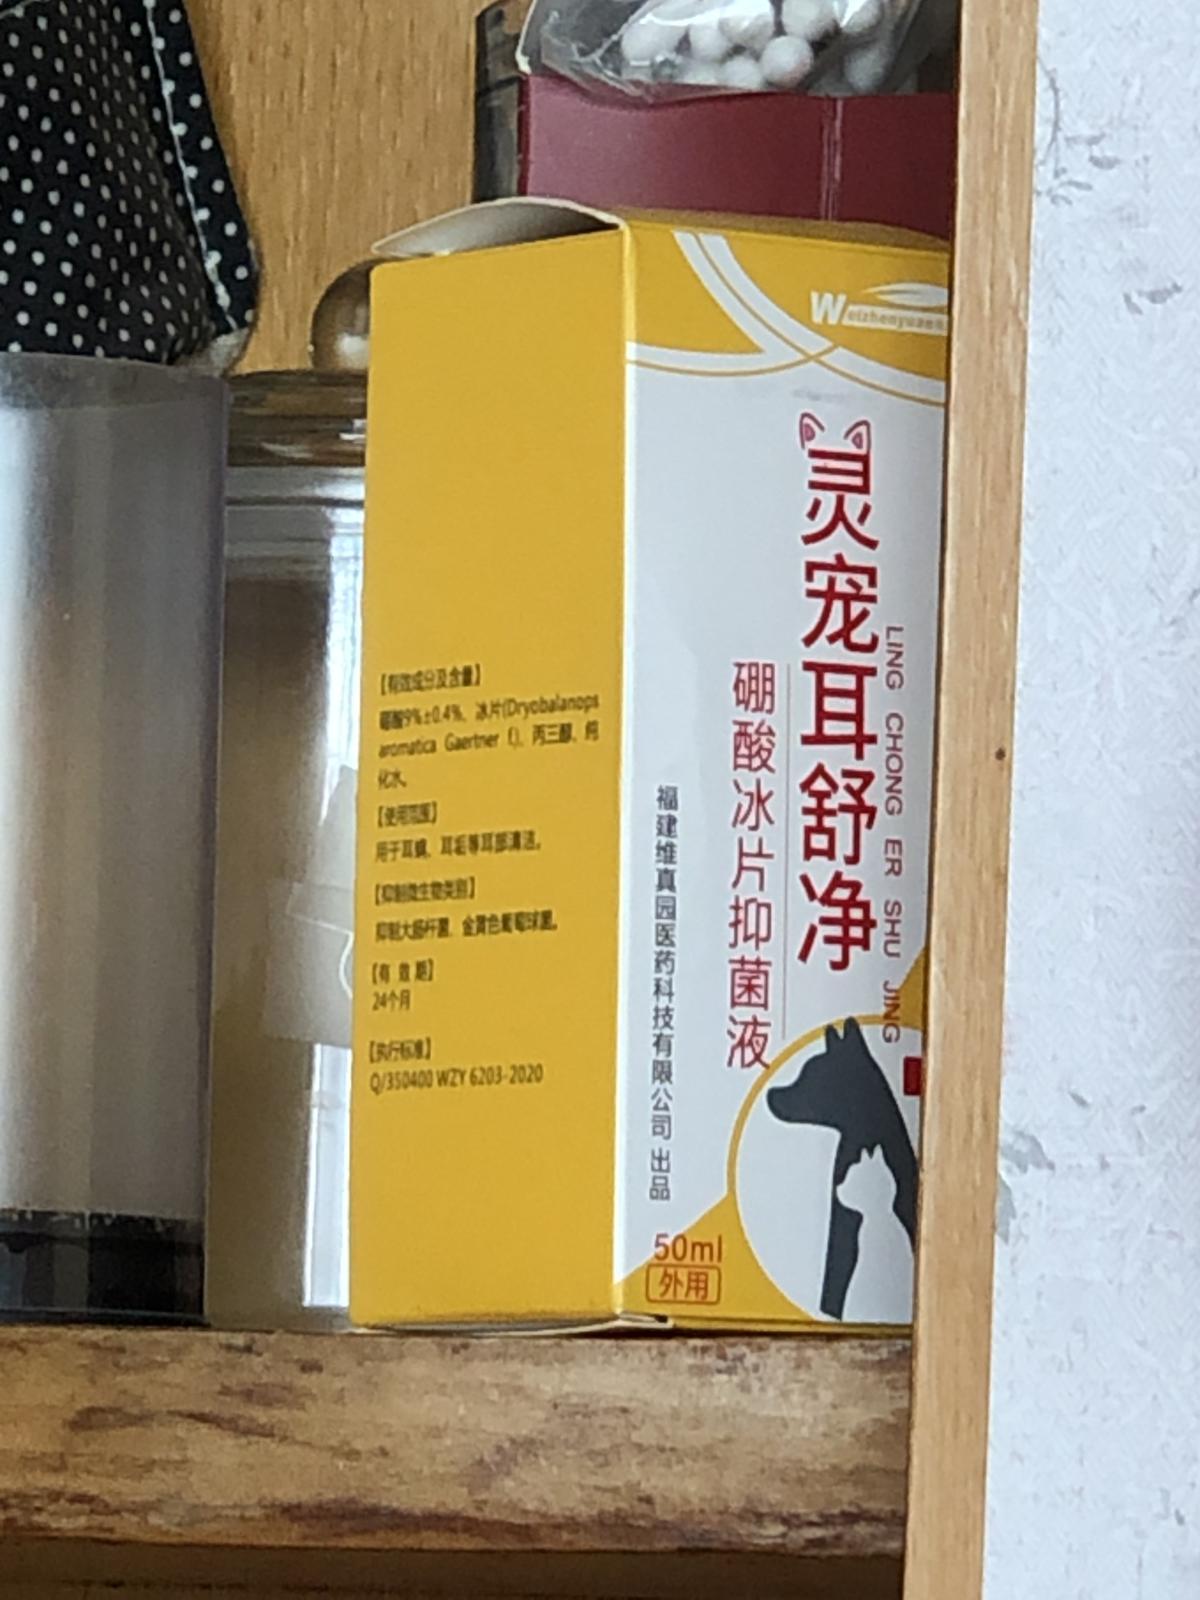 Weizhenyuan
灵宠耳舒净
LING CHONG ER SHU JING
硼酸冰片抑菌液
福建维真园医药科技有限公司 出品
50ml
外用
【有效成分及含量】
硼酸9%±0.4%、冰片(Dryobalanops
aromatica Gaertner f.)、丙三醇、纯
化水。
【使用范围】
用于耳螨、耳垢等耳部清洁。
【抑制微生物类别】
抑制大肠杆菌、金黄色葡萄球菌。
【有 效 期】
24个月
【执行标准】
Q/350400 WZY 6203-2020